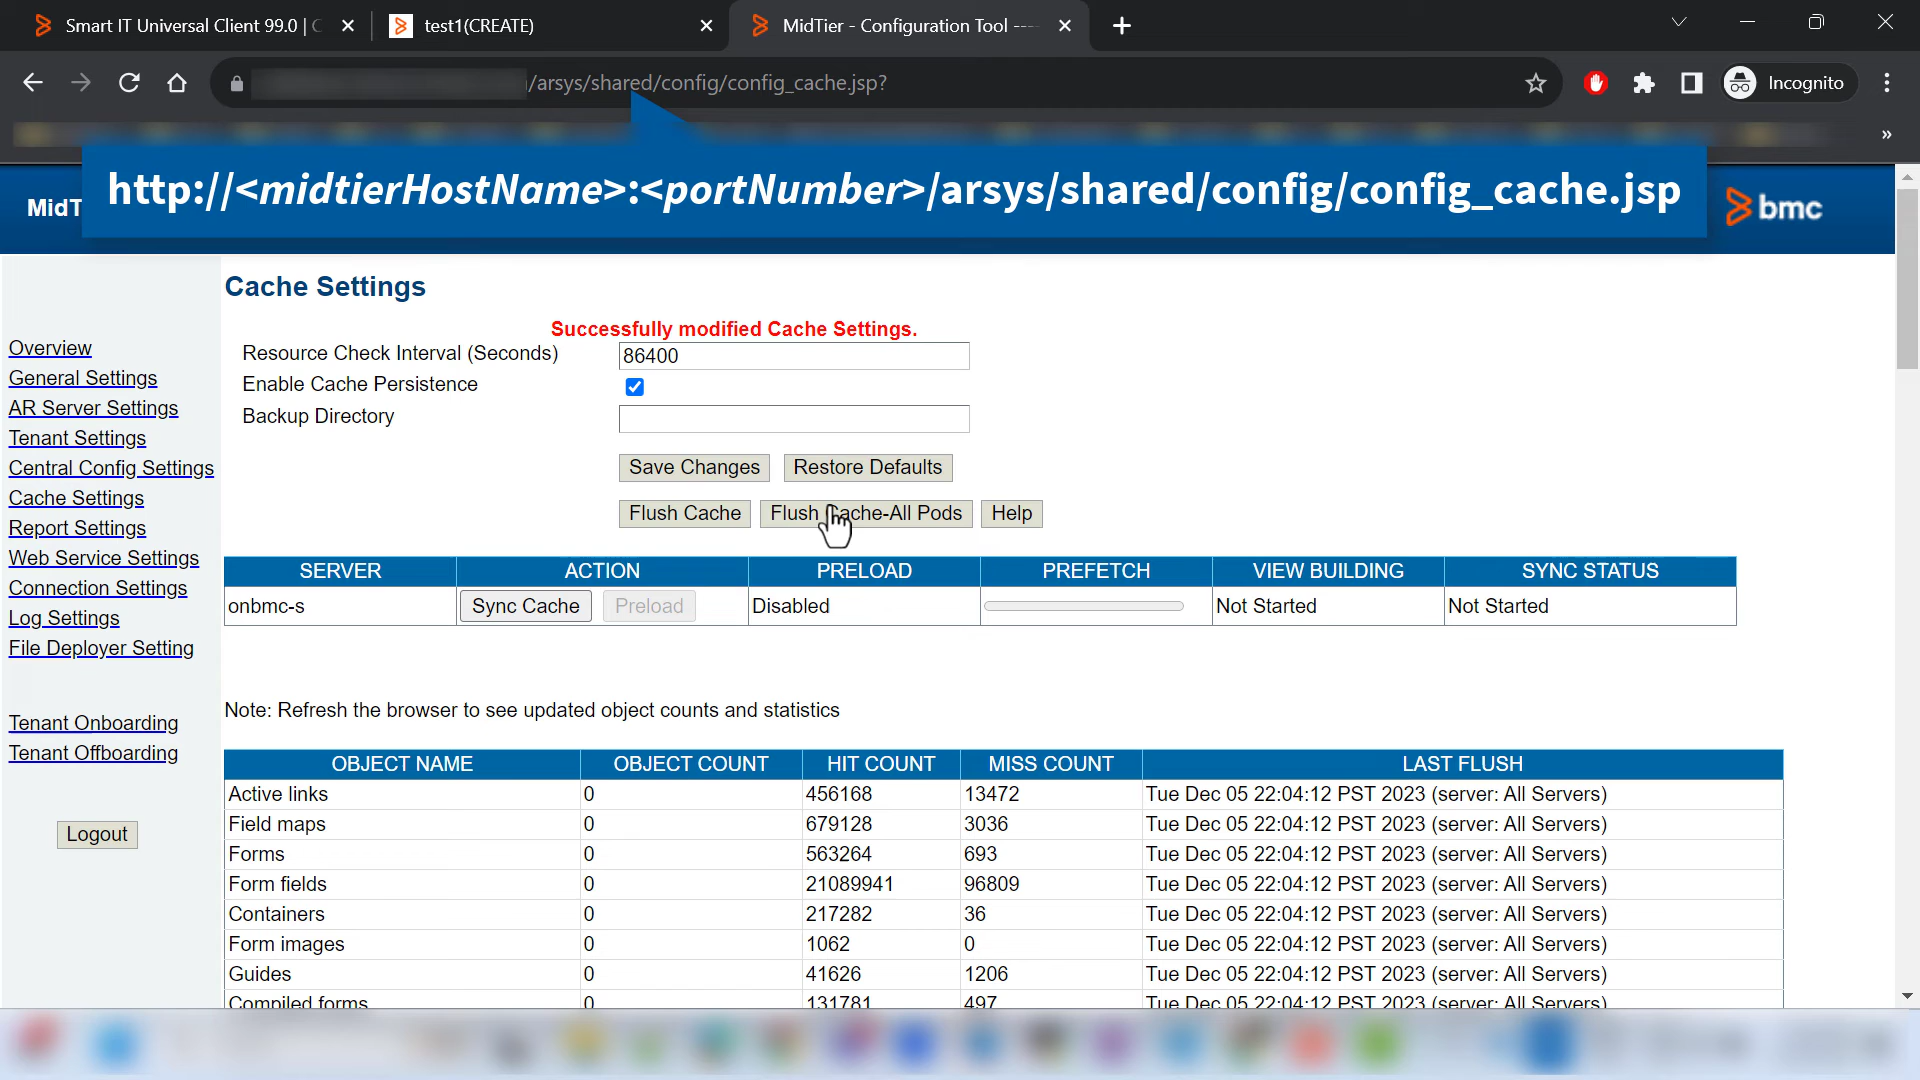 Smart IT Universal Client 99.0 | C
test1(CREATE)
MidTier - Configuration Tool ---
/arsys/shared/config/config_cache.jsp?
Incognito
http://<midtierHostName>:<portNumber>/arsys/shared/config/config_cache.jsp
MidT
bmc
Cache Settings
Successfully modified Cache Settings.
Resource Check Interval (Seconds)
86400
Enable Cache Persistence
Backup Directory
Save Changes
Restore Defaults
Flush Cache
Flush Cache-All Pods
Help
Overview
General Settings
AR Server Settings
Tenant Settings
Central Config Settings
Cache Settings
Report Settings
Web Service Settings
Connection Settings
Log Settings
File Deployer Setting
Tenant Onboarding
Tenant Offboarding
Logout
SERVER ACTION PRELOAD PREFETCH VIEW BUILDING SYNC STATUS
onbmc-s Sync Cache Preload Disabled Not Started Not Started
Note: Refresh the browser to see updated object counts and statistics
OBJECT NAME OBJECT COUNT HIT COUNT MISS COUNT LAST FLUSH
Active links 0 456168 13472 Tue Dec 05 22:04:12 PST 2023 (server: All Servers)
Field maps 0 679128 3036 Tue Dec 05 22:04:12 PST 2023 (server: All Servers)
Forms 0 563264 693 Tue Dec 05 22:04:12 PST 2023 (server: All Servers)
Form fields 0 21089941 96809 Tue Dec 05 22:04:12 PST 2023 (server: All Servers)
Containers 0 217282 36 Tue Dec 05 22:04:12 PST 2023 (server: All Servers)
Form images 0 1062 0 Tue Dec 05 22:04:12 PST 2023 (server: All Servers)
Guides 0 41626 1206 Tue Dec 05 22:04:12 PST 2023 (server: All Servers)
Compiled forms 0 131781 497 Tue Dec 05 22:04:12 PST 2023 (server: All Servers)